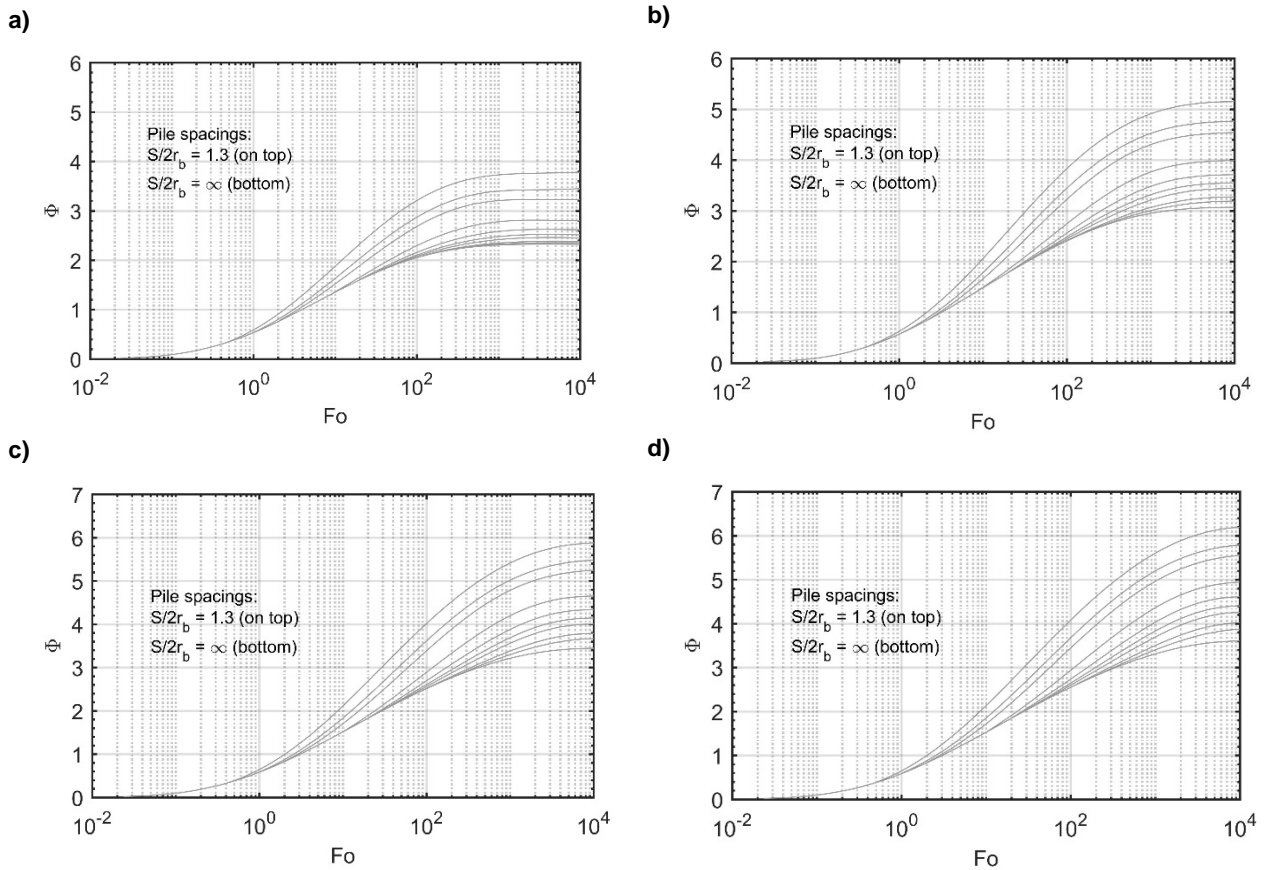 a)
6
5
4
3
2
1
0
Φ
Pile spacings:
S/2r_b = 1.3 (on top)
S/2r_b = ∞ (bottom)
10^-2
10^0
10^2
10^4
Fo
b)
6
5
4
3
2
1
0
Φ
Pile spacings:
S/2r_b = 1.3 (on top)
S/2r_b = ∞ (bottom)
10^-2
10^0
10^2
10^4
Fo
c)
7
6
5
4
3
2
1
0
Φ
Pile spacings:
S/2r_b = 1.3 (on top)
S/2r_b = ∞ (bottom)
10^-2
10^0
10^2
10^4
Fo
d)
7
6
5
4
3
2
1
0
Φ
Pile spacings:
S/2r_b = 1.3 (on top)
S/2r_b = ∞ (bottom)
10^-2
10^0
10^2
10^4
Fo